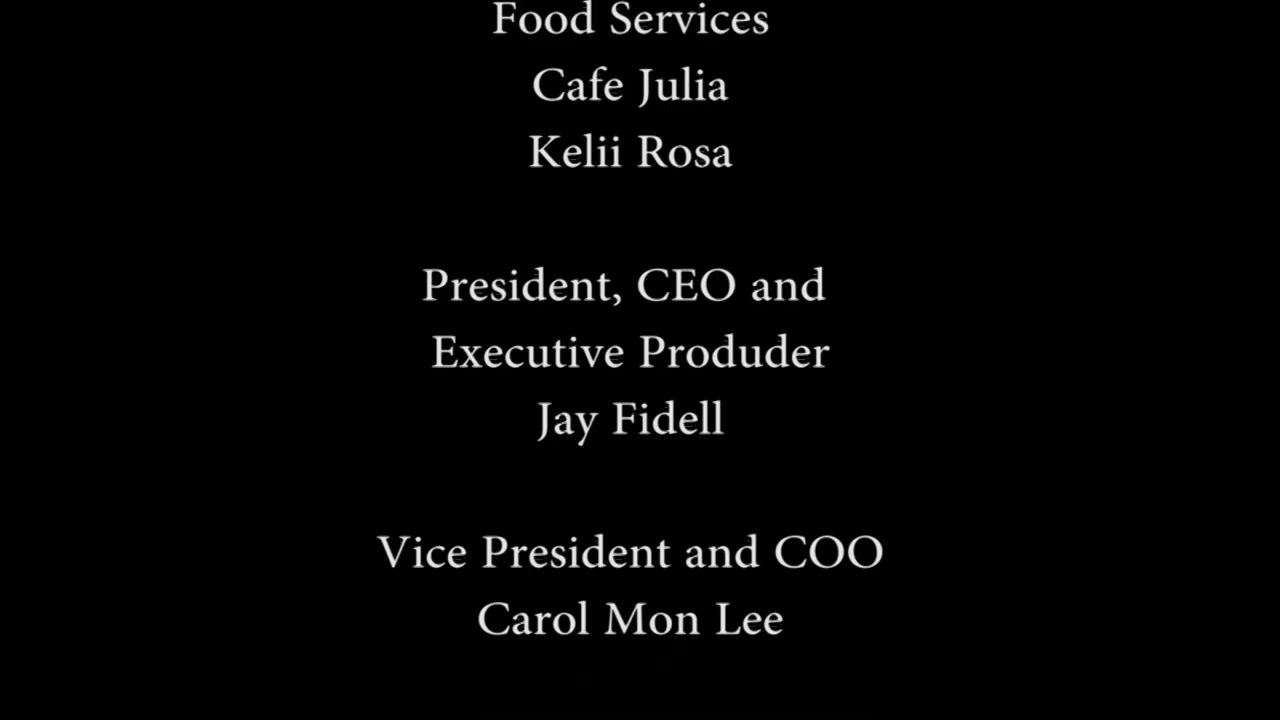 Food Services
Cafe Julia
Kelii Rosa
President, CEO and
Executive Produder
Jay Fidell
Vice President and COO
Carol Mon Lee